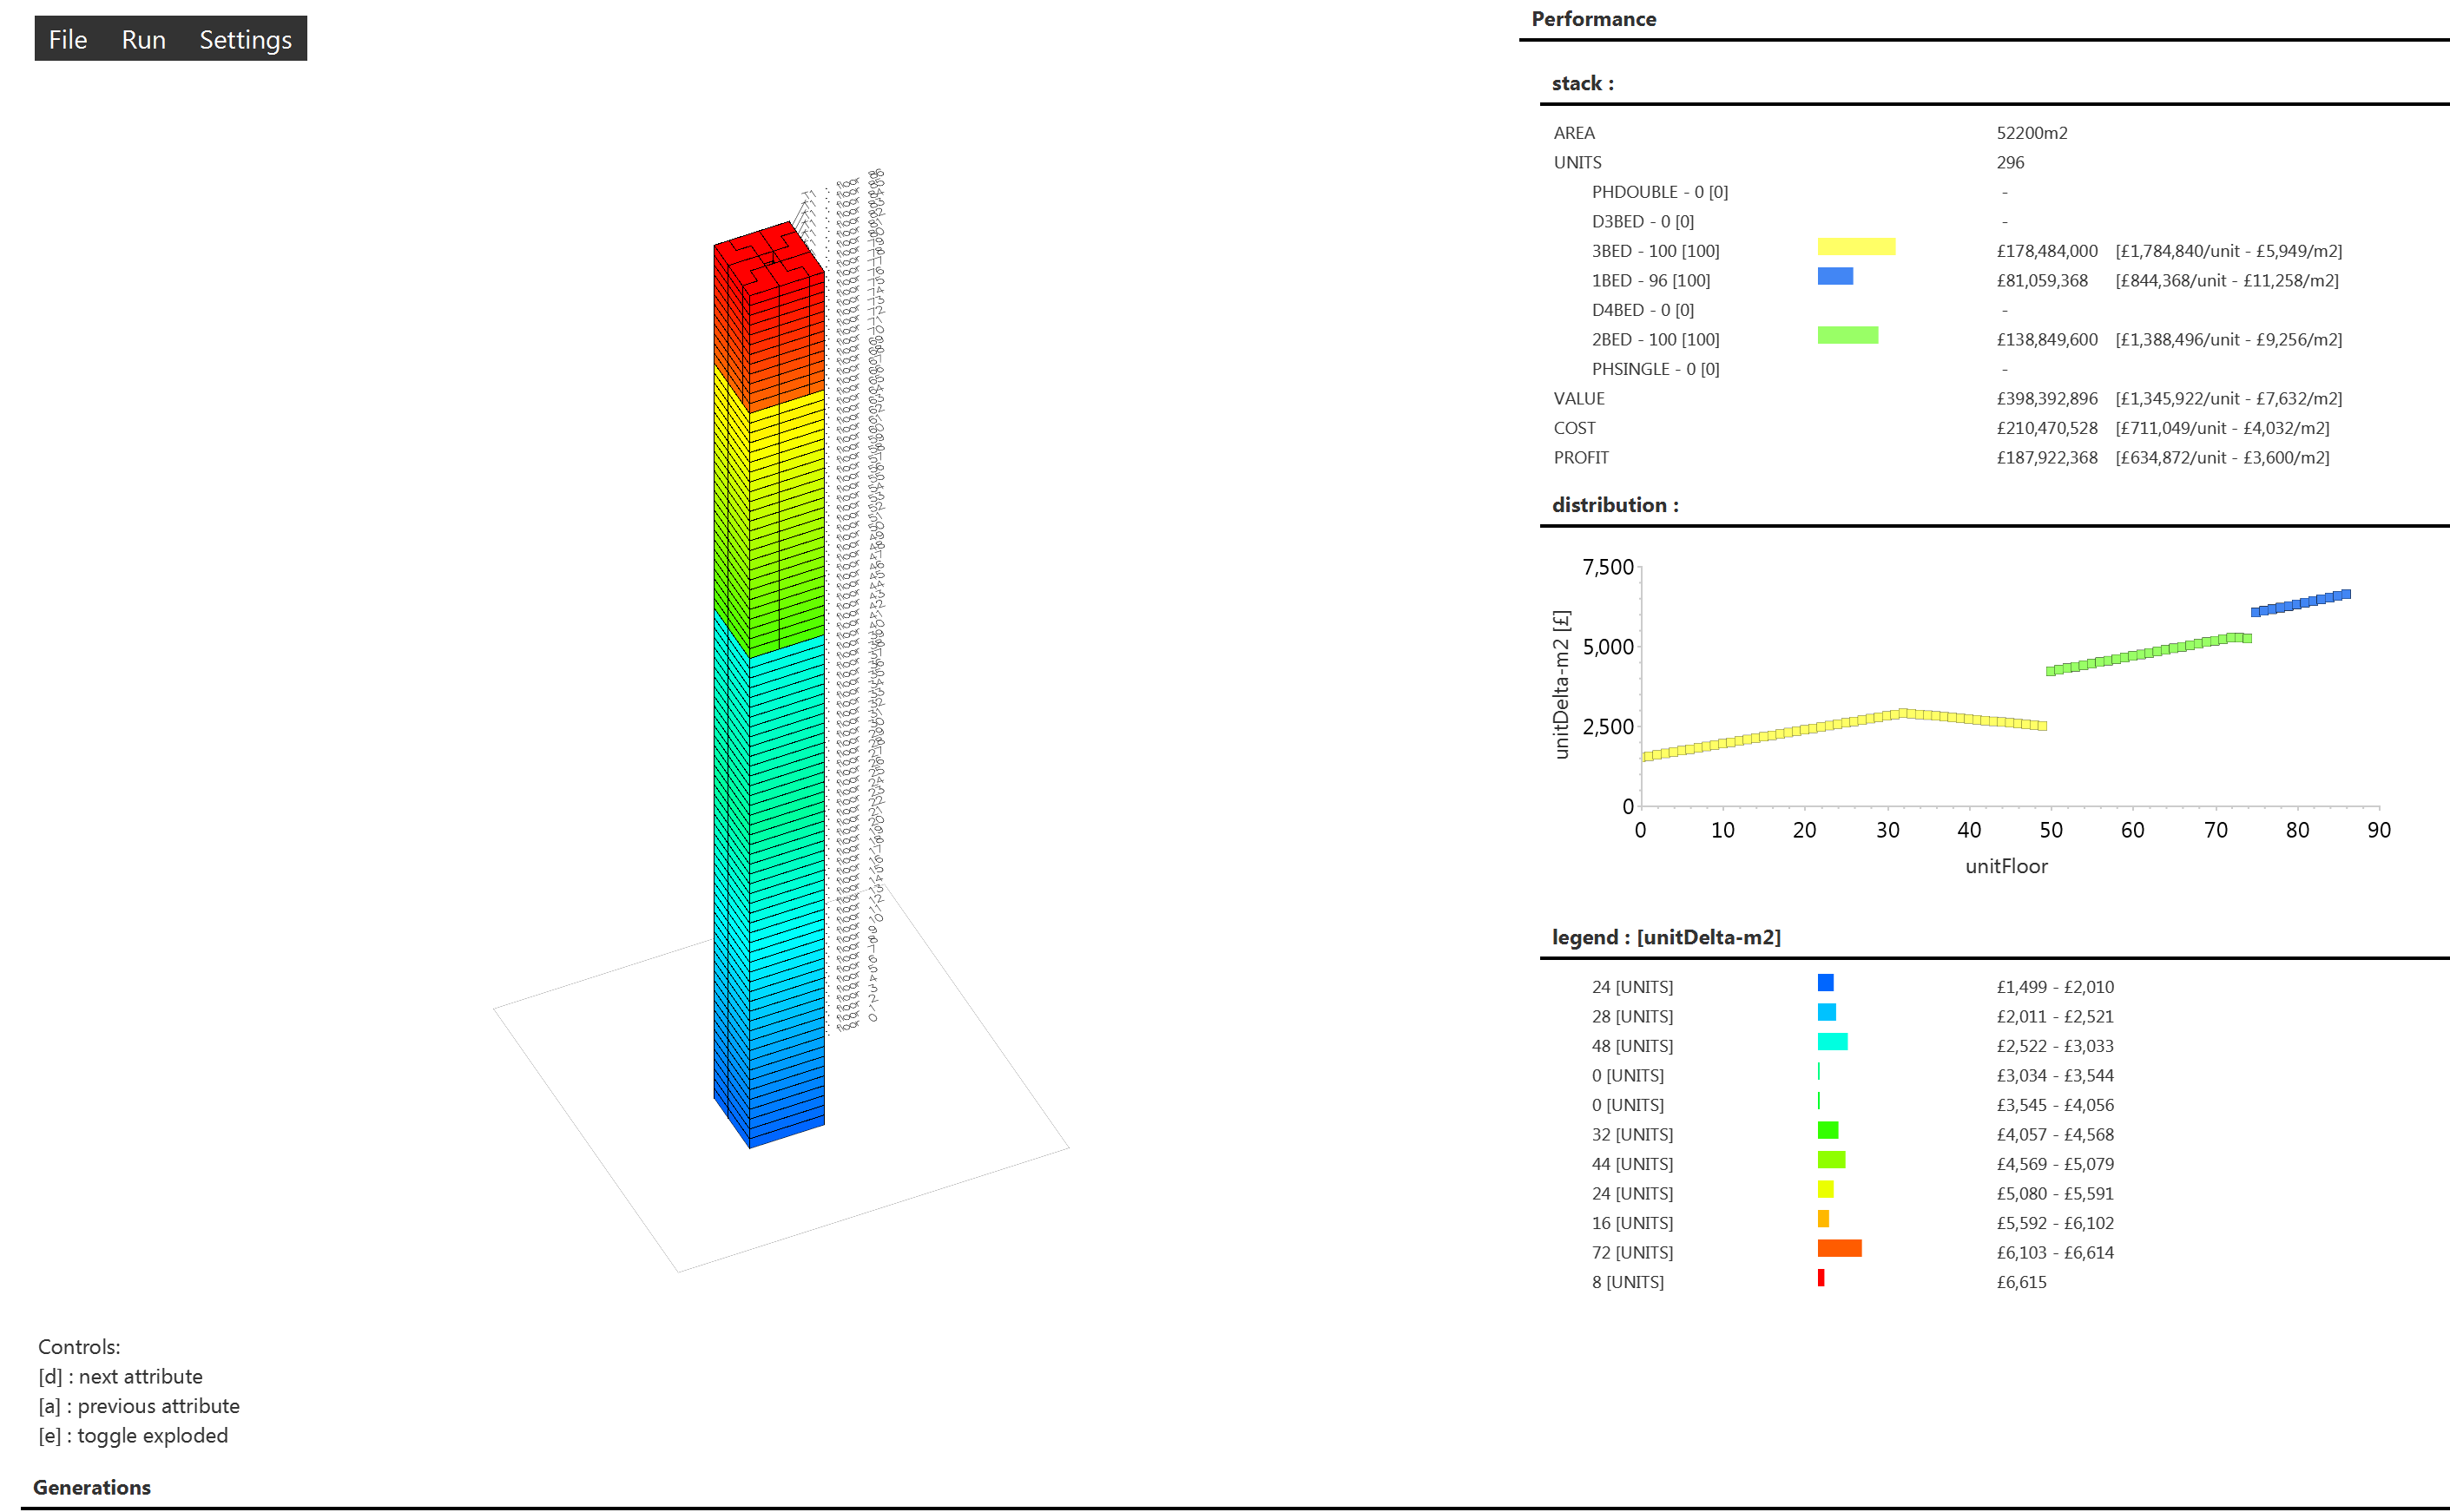 File Run Settings
Performance
stack :
AREA 52200m2
UNITS 296
PHDOUBLE - 0 [0] -
D3BED - 0 [0] -
3BED - 100 [100] £178,484,000 [£1,784,840/unit - £5,949/m2]
1BED - 96 [100] £81,059,368 [£844,368/unit - £11,258/m2]
D4BED - 0 [0] -
2BED - 100 [100] £138,849,600 [£1,388,496/unit - £9,256/m2]
PHSINGLE - 0 [0] -
VALUE £398,392,896 [£1,345,922/unit - £7,632/m2]
COST £210,470,528 [£711,049/unit - £4,032/m2]
PROFIT £187,922,368 [£634,872/unit - £3,600/m2]
distribution :
unitDelta-m2 [£]
7,500
5,000
2,500
0
0 10 20 30 40 50 60 70 80 90
unitFloor
legend : [unitDelta-m2]
24 [UNITS] £1,499 - £2,010
28 [UNITS] £2,011 - £2,521
48 [UNITS] £2,522 - £3,033
0 [UNITS] £3,034 - £3,544
0 [UNITS] £3,545 - £4,056
32 [UNITS] £4,057 - £4,568
44 [UNITS] £4,569 - £5,079
24 [UNITS] £5,080 - £5,591
16 [UNITS] £5,592 - £6,102
72 [UNITS] £6,103 - £6,614
8 [UNITS] £6,615
Controls:
[d] : next attribute
[a] : previous attribute
[e] : toggle exploded
Generations